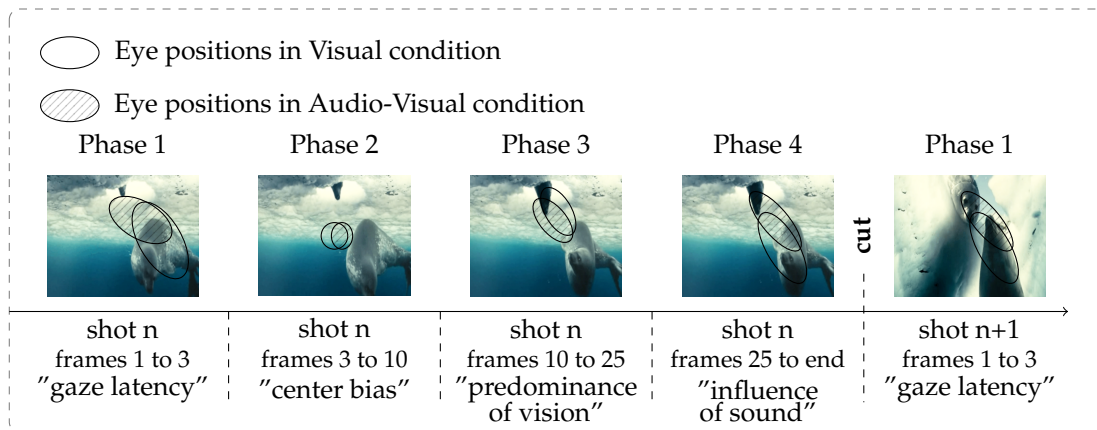 Eye positions in Visual condition
Eye positions in Audio-Visual condition
Phase 1
Phase 2
Phase 3
Phase 4
Phase 1
cut
shot n
frames 1 to 3
"gaze latency"
shot n
frames 3 to 10
"center bias"
shot n
frames 10 to 25
"predominance
of vision"
shot n
frames 25 to end
"influence
of sound"
shot n+1
frames 1 to 3
"gaze latency"